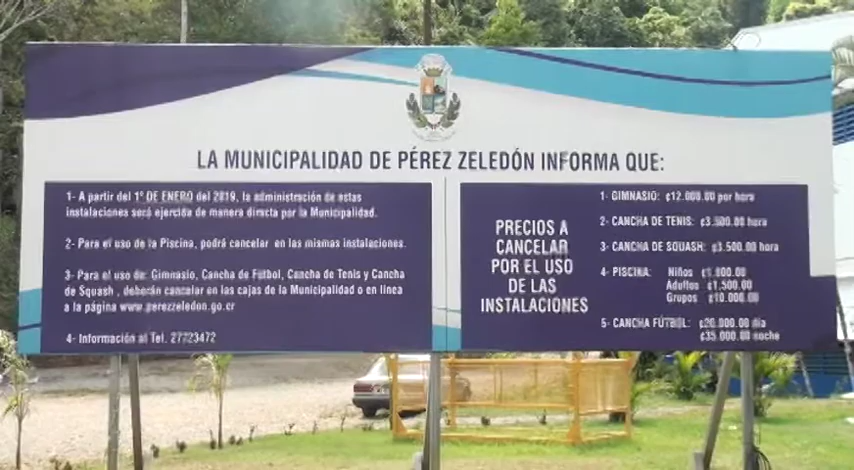 LA MUNICIPALIDAD DE PÉREZ ZELEDÓN INFORMA QUE:
1- A partir del 1º DE ENERO del 2019, la administración de estas
instalaciones será ejercida de manera directa por la Municipalidad.
2- Para el uso de la Piscina, podrá cancelar en las mismas instalaciones.
3- Para el uso de: Gimnasio, Cancha de Fútbol, Cancha de Tenis y Cancha
de Squash, deberán cancelar en las cajas de la Municipalidad o en línea
a la página www.perezzeledon.go.cr
4- Información al Tel. 27723472
PRECIOS A
CANCELAR
POR EL USO
DE LAS
INSTALACIONES
1- GIMNASIO: ¢12.000.00 por hora
2- CANCHA DE TENIS: ¢3.500.00 hora
3- CANCHA DE SQUASH: ¢3.500.00 hora
4- PISCINA: Niños ¢1.000.00
Adultos ¢1,500.00
Grupos ¢10.000.00
5- CANCHA FÚTBOL: ¢20.000.00 día
¢35.000.00 noche